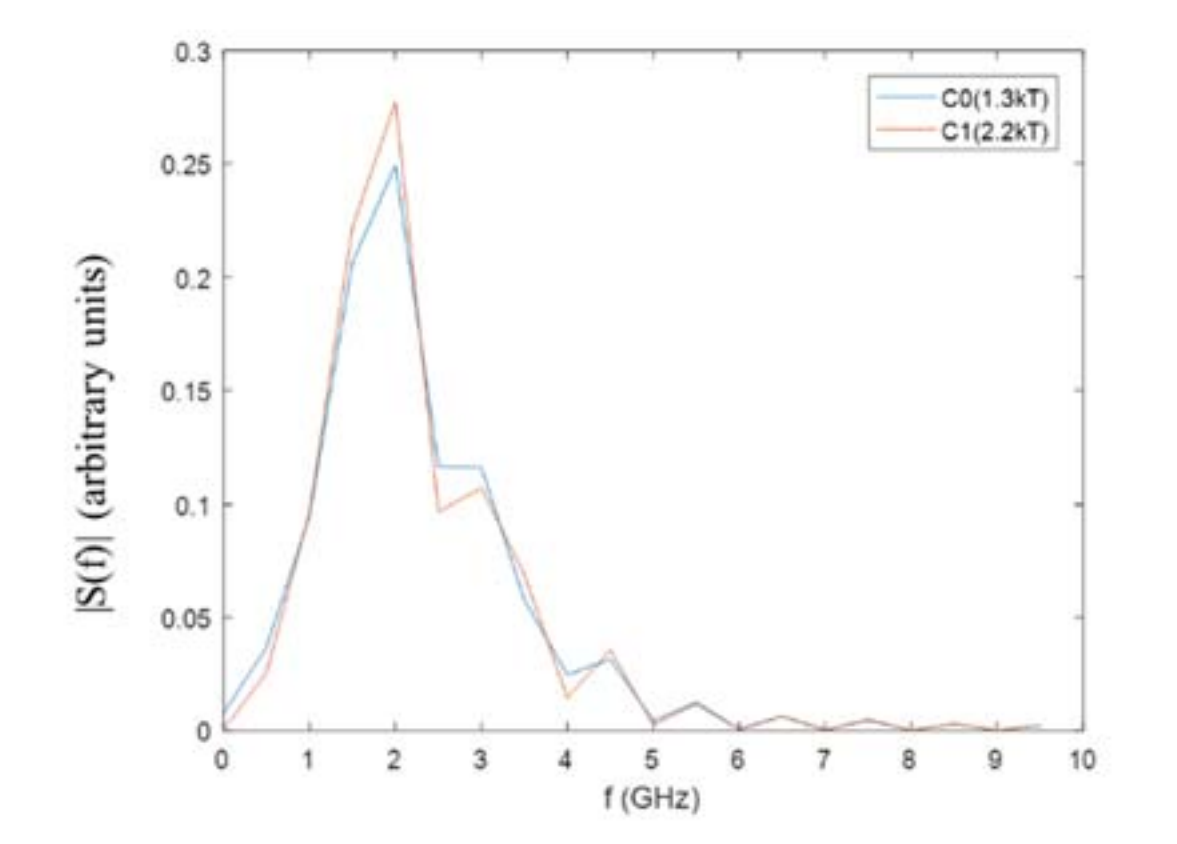 0.3
0.25
0.2
0.15
0.1
0.05
0
|S(f)| (arbitrary units)
C0(1.3kT)
C1(2.2kT)
0 1 2 3 4 5 6 7 8 9 10
f (GHz)